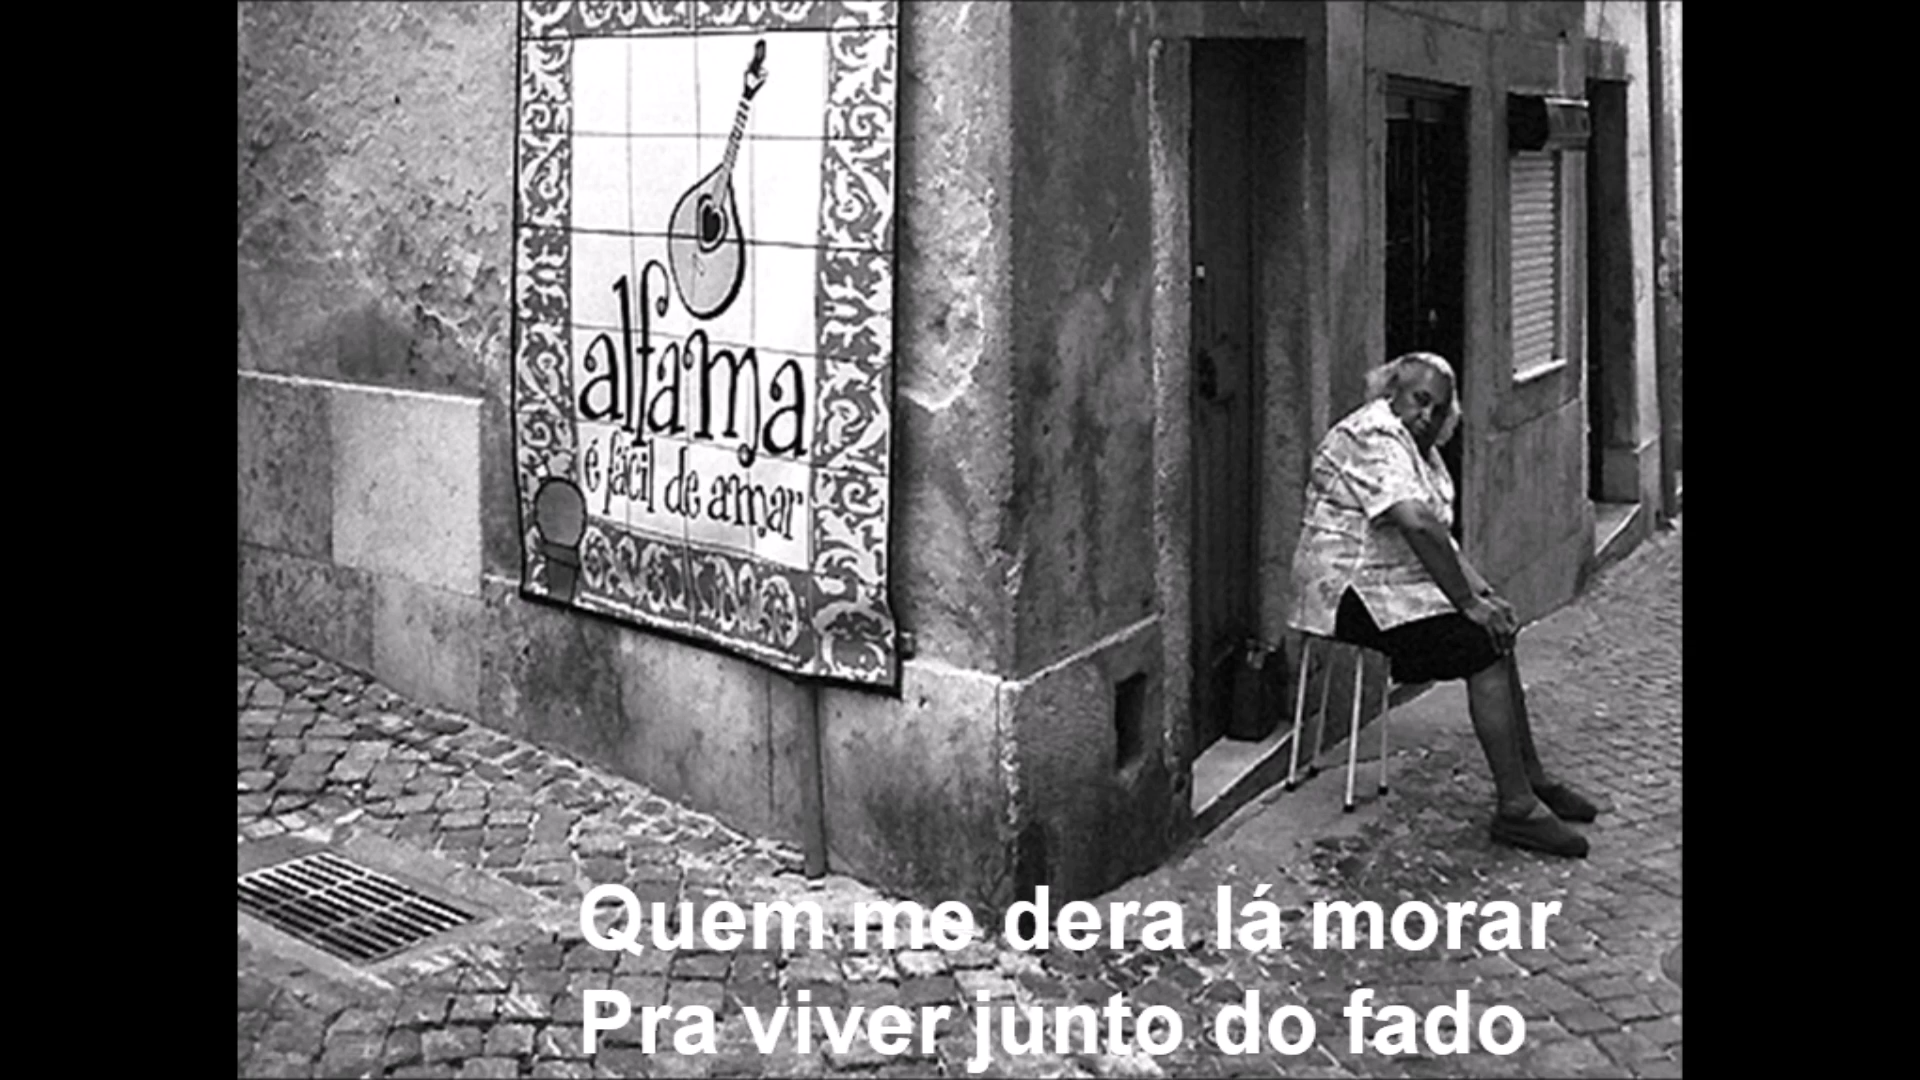 alfama
é fácil de amar
Quem me dera lá morar
Pra viver junto do fado